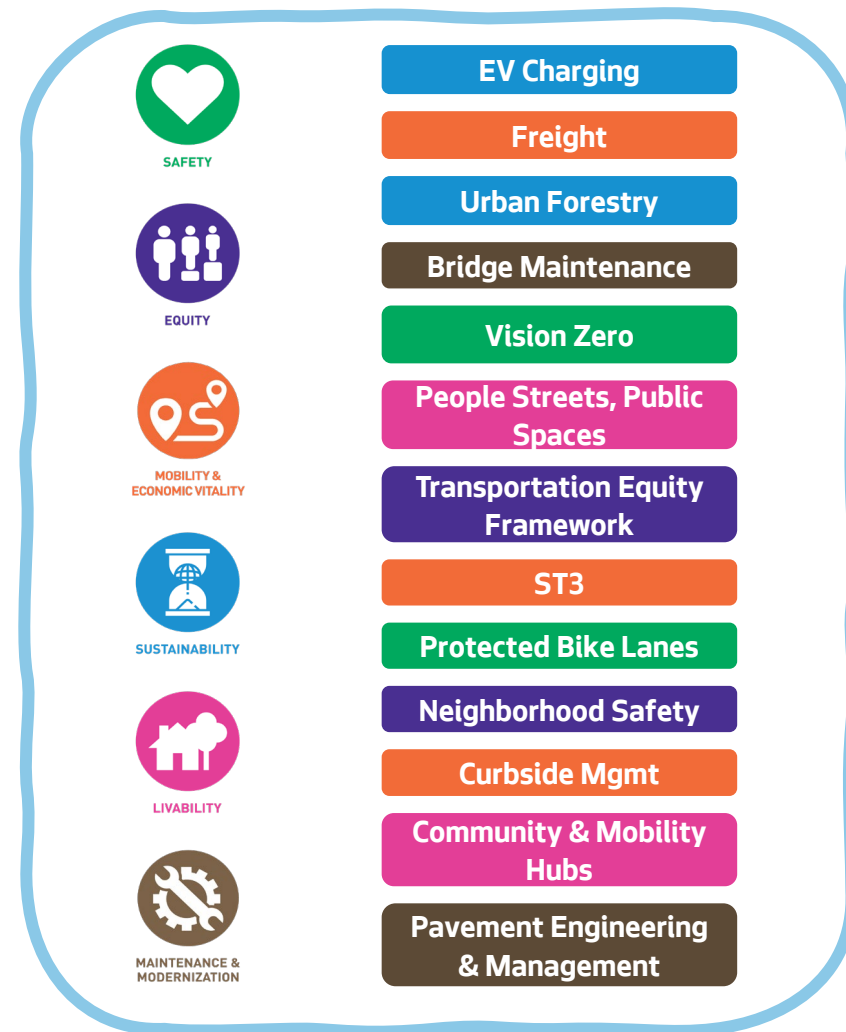 SAFETY
EQUITY
MOBILITY &
ECONOMIC VITALITY
SUSTAINABILITY
LIVABILITY
MAINTENANCE &
MODERNIZATION
EV Charging
Freight
Urban Forestry
Bridge Maintenance
Vision Zero
People Streets, Public
Spaces
Transportation Equity
Framework
ST3
Protected Bike Lanes
Neighborhood Safety
Curbside Mgmt
Community & Mobility
Hubs
Pavement Engineering
& Management